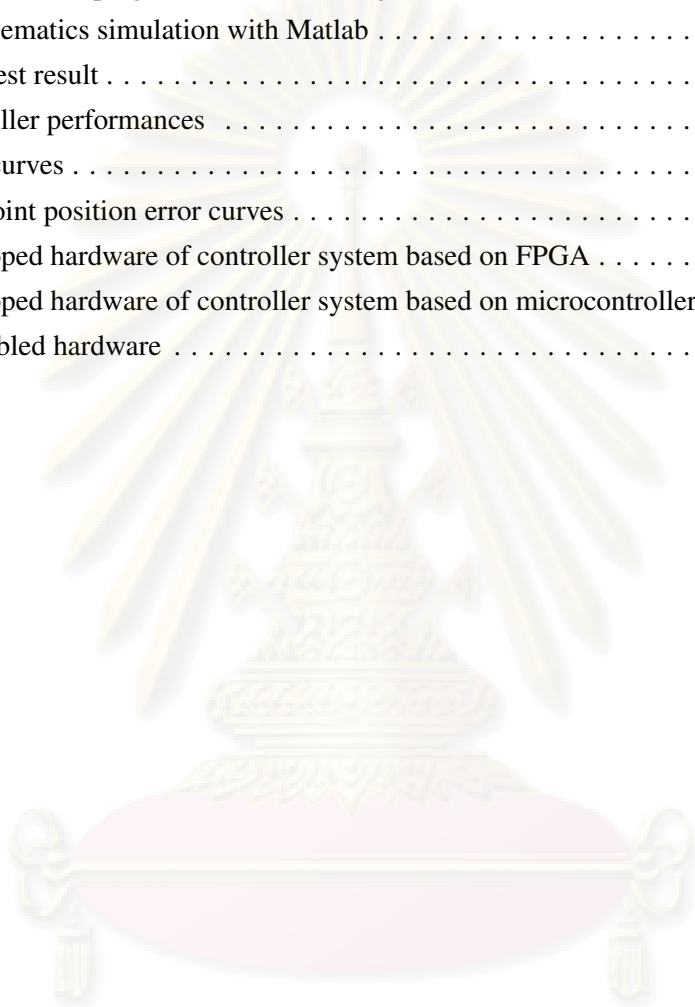 ematics simulation with Matlab . . . . . . . . . . . . . . . . . . .
est result . . . . . . . . . . . . . . . . . . . . . . . . . . . . . . . . . . .
ller performances . . . . . . . . . . . . . . . . . . . . . . . . . . . .
curves . . . . . . . . . . . . . . . . . . . . . . . . . . . . . . . . . . . . .
oint position error curves . . . . . . . . . . . . . . . . . . . . . . . .
ped hardware of controller system based on FPGA . . . . . .
ped hardware of controller system based on microcontroller
bled hardware . . . . . . . . . . . . . . . . . . . . . . . . . . . . . . .